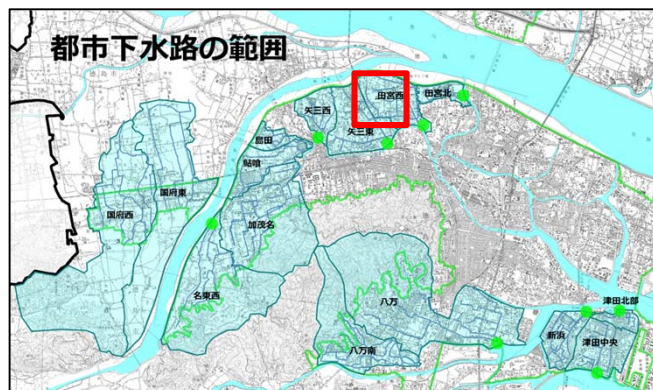 都市下水路の範囲
田宮西
田宮北
矢三西
矢三東
島田
鮎喰
国府東
国府西
加茂名
名東西
八万
八万南
津田北部
新浜
津田中央